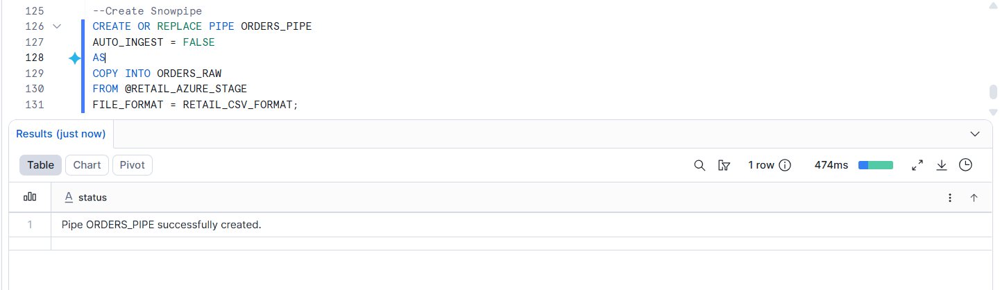 125 --Create Snowpipe
126 CREATE OR REPLACE PIPE ORDERS_PIPE
127 AUTO_INGEST = FALSE
128 AS
129 COPY INTO ORDERS_RAW
130 FROM @RETAIL_AZURE_STAGE
131 FILE_FORMAT = RETAIL_CSV_FORMAT;
Results (just now)
Table Chart Pivot 1 row 474ms
A status
1 Pipe ORDERS_PIPE successfully created.